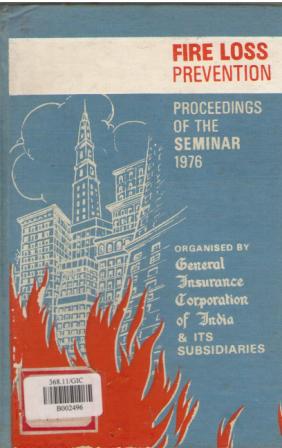 FIRE LOSS
PREVENTION
PROCEEDINGS
OF THE
SEMINAR
1976
ORGANISED BY
General
Insurance
Corporation
of India
& ITS
SUBSIDIARIES
368.11/GIC
B002496